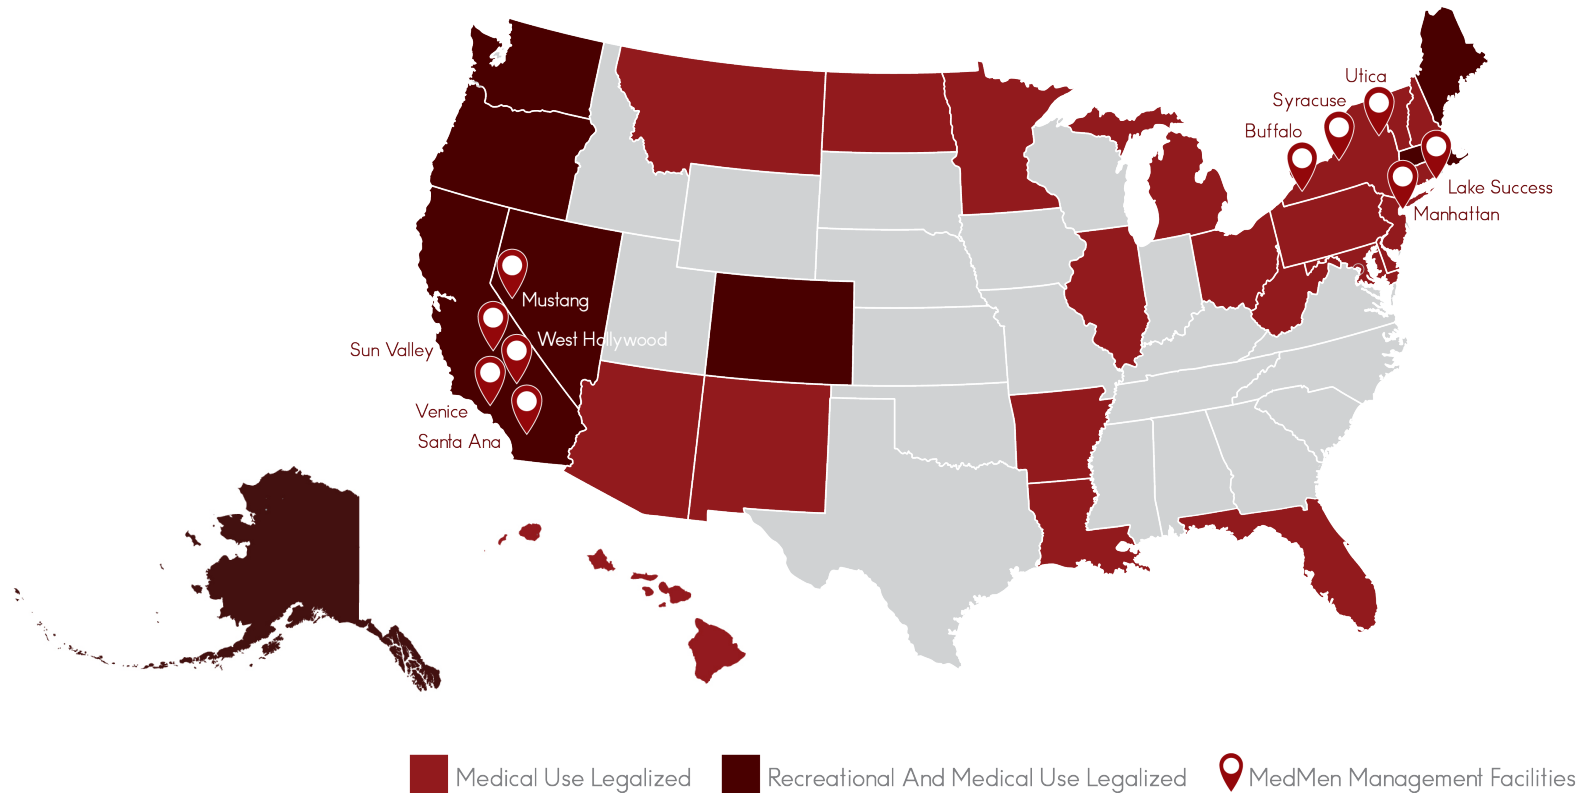 Utica
Syracuse
Buffalo
Lake Success
Manhattan
Mustang
West Hollywood
Sun Valley
Venice
Santa Ana
Medical Use Legalized
Recreational And Medical Use Legalized
MedMen Management Facilities